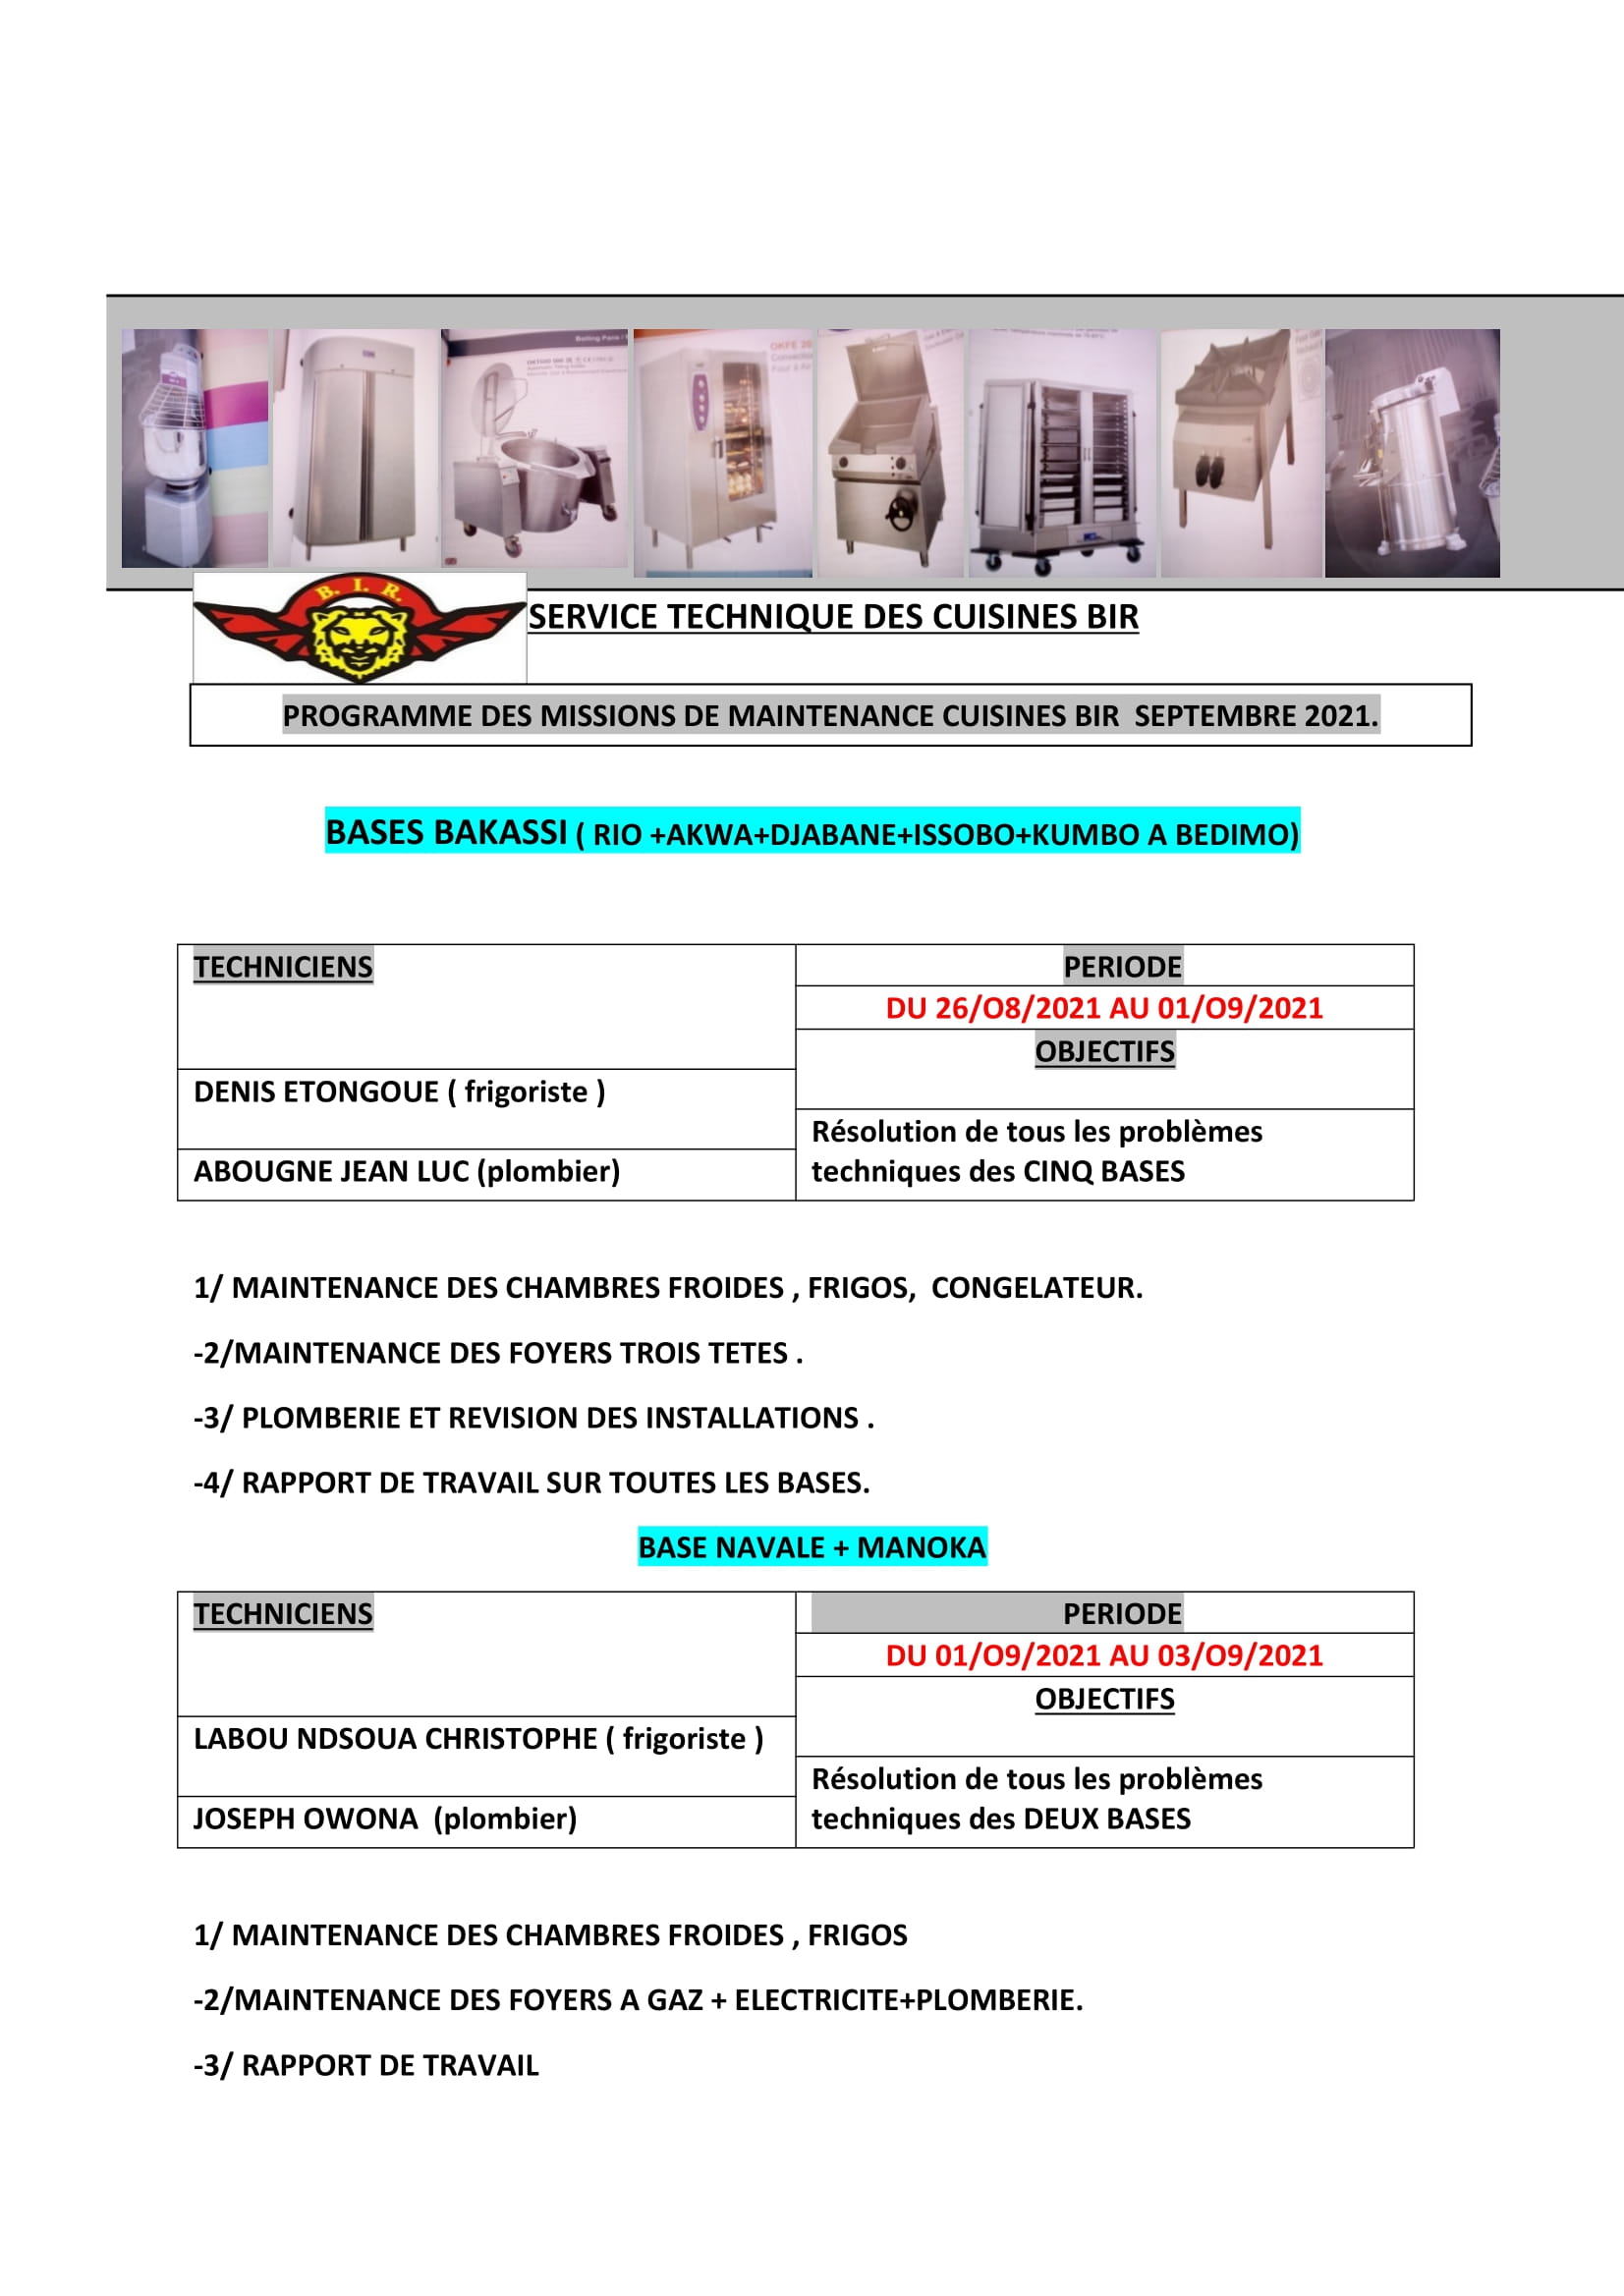 B. I. R.
SERVICE TECHNIQUE DES CUISINES BIR
PROGRAMME DES MISSIONS DE MAINTENANCE CUISINES BIR  SEPTEMBRE 2021.
BASES BAKASSI ( RIO +AKWA+DJABANE+ISSOBO+KUMBO A BEDIMO)
TECHNICIENS
PERIODE
DU 26/O8/2021 AU 01/O9/2021
OBJECTIFS
DENIS ETONGOUE ( frigoriste )
Résolution de tous les problèmes
techniques des CINQ BASES
ABOUGNE JEAN LUC (plombier)
1/ MAINTENANCE DES CHAMBRES FROIDES , FRIGOS,  CONGELATEUR.
-2/MAINTENANCE DES FOYERS TROIS TETES .
-3/ PLOMBERIE ET REVISION DES INSTALLATIONS .
-4/ RAPPORT DE TRAVAIL SUR TOUTES LES BASES.
BASE NAVALE + MANOKA
TECHNICIENS
PERIODE
DU 01/O9/2021 AU 03/O9/2021
OBJECTIFS
LABOU NDSOUA CHRISTOPHE ( frigoriste )
Résolution de tous les problèmes
techniques des DEUX BASES
JOSEPH OWONA  (plombier)
1/ MAINTENANCE DES CHAMBRES FROIDES , FRIGOS
-2/MAINTENANCE DES FOYERS A GAZ + ELECTRICITE+PLOMBERIE.
-3/ RAPPORT DE TRAVAIL